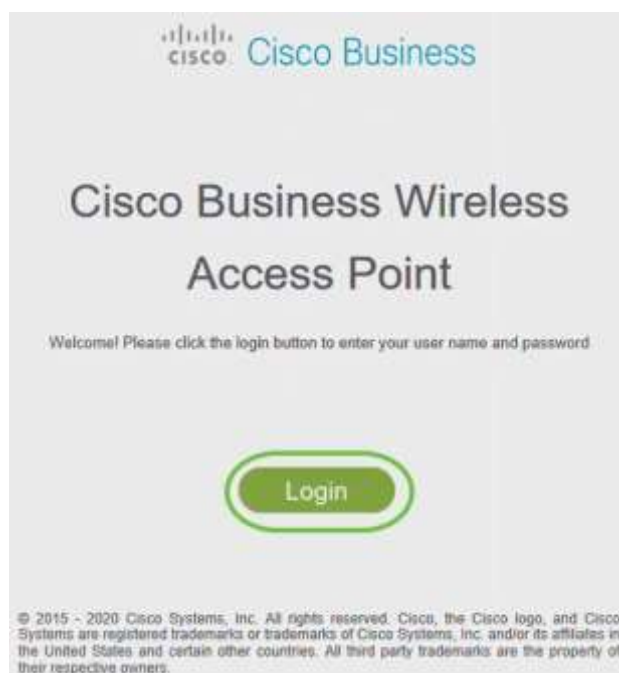 cisco Cisco Business
Cisco Business Wireless
Access Point
Welcome! Please click the login button to enter your user name and password
Login
© 2015 - 2020 Cisco Systems, Inc. All rights reserved. Cisco, the Cisco logo, and Cisco
Systems are registered trademarks or trademarks of Cisco Systems, Inc. and/or its affiliates in
the United States and certain other countries. All third party trademarks are the property of
their respective owners.